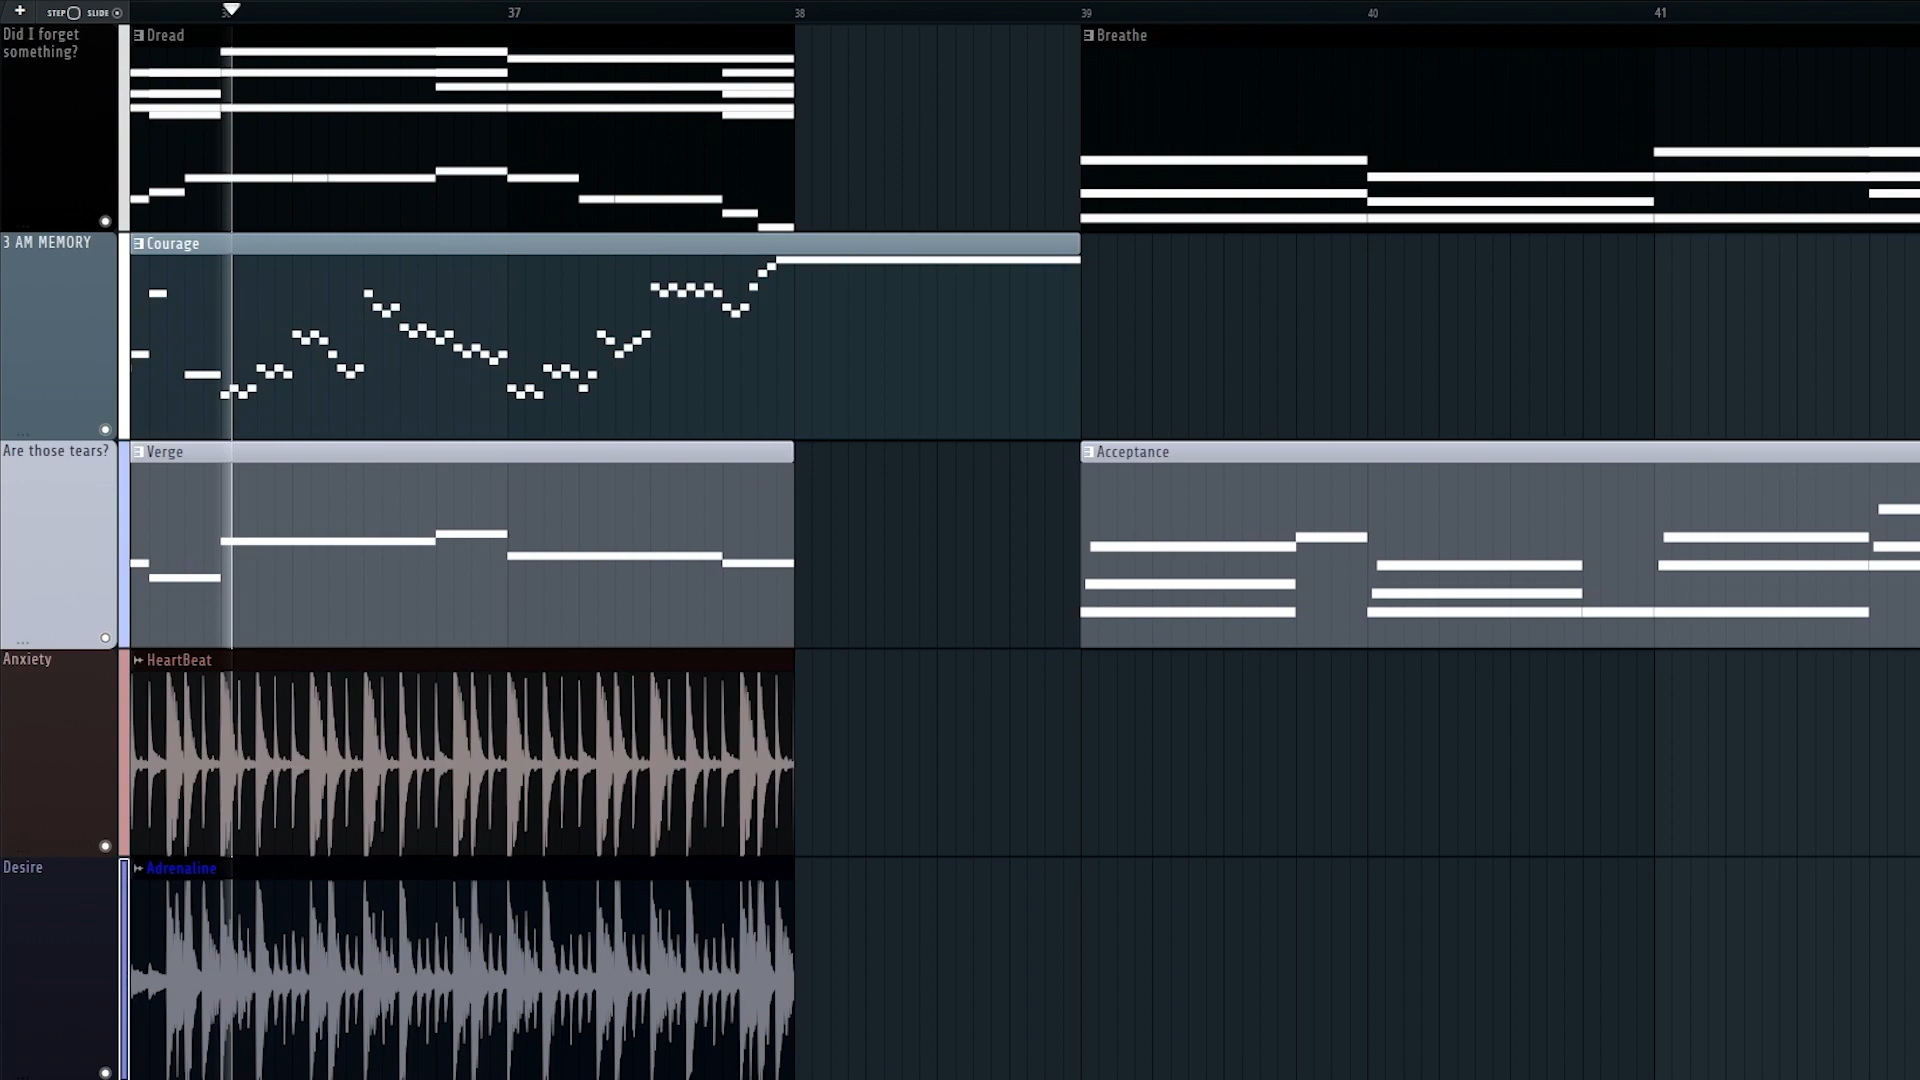 + STEP SLIDE
37 38 39 40 41
Did I forget
something?
Dread
Breathe
3 AM MEMORY
Courage
Are those tears?
Verge
Acceptance
Anxiety
HeartBeat
Desire
Adrenaline